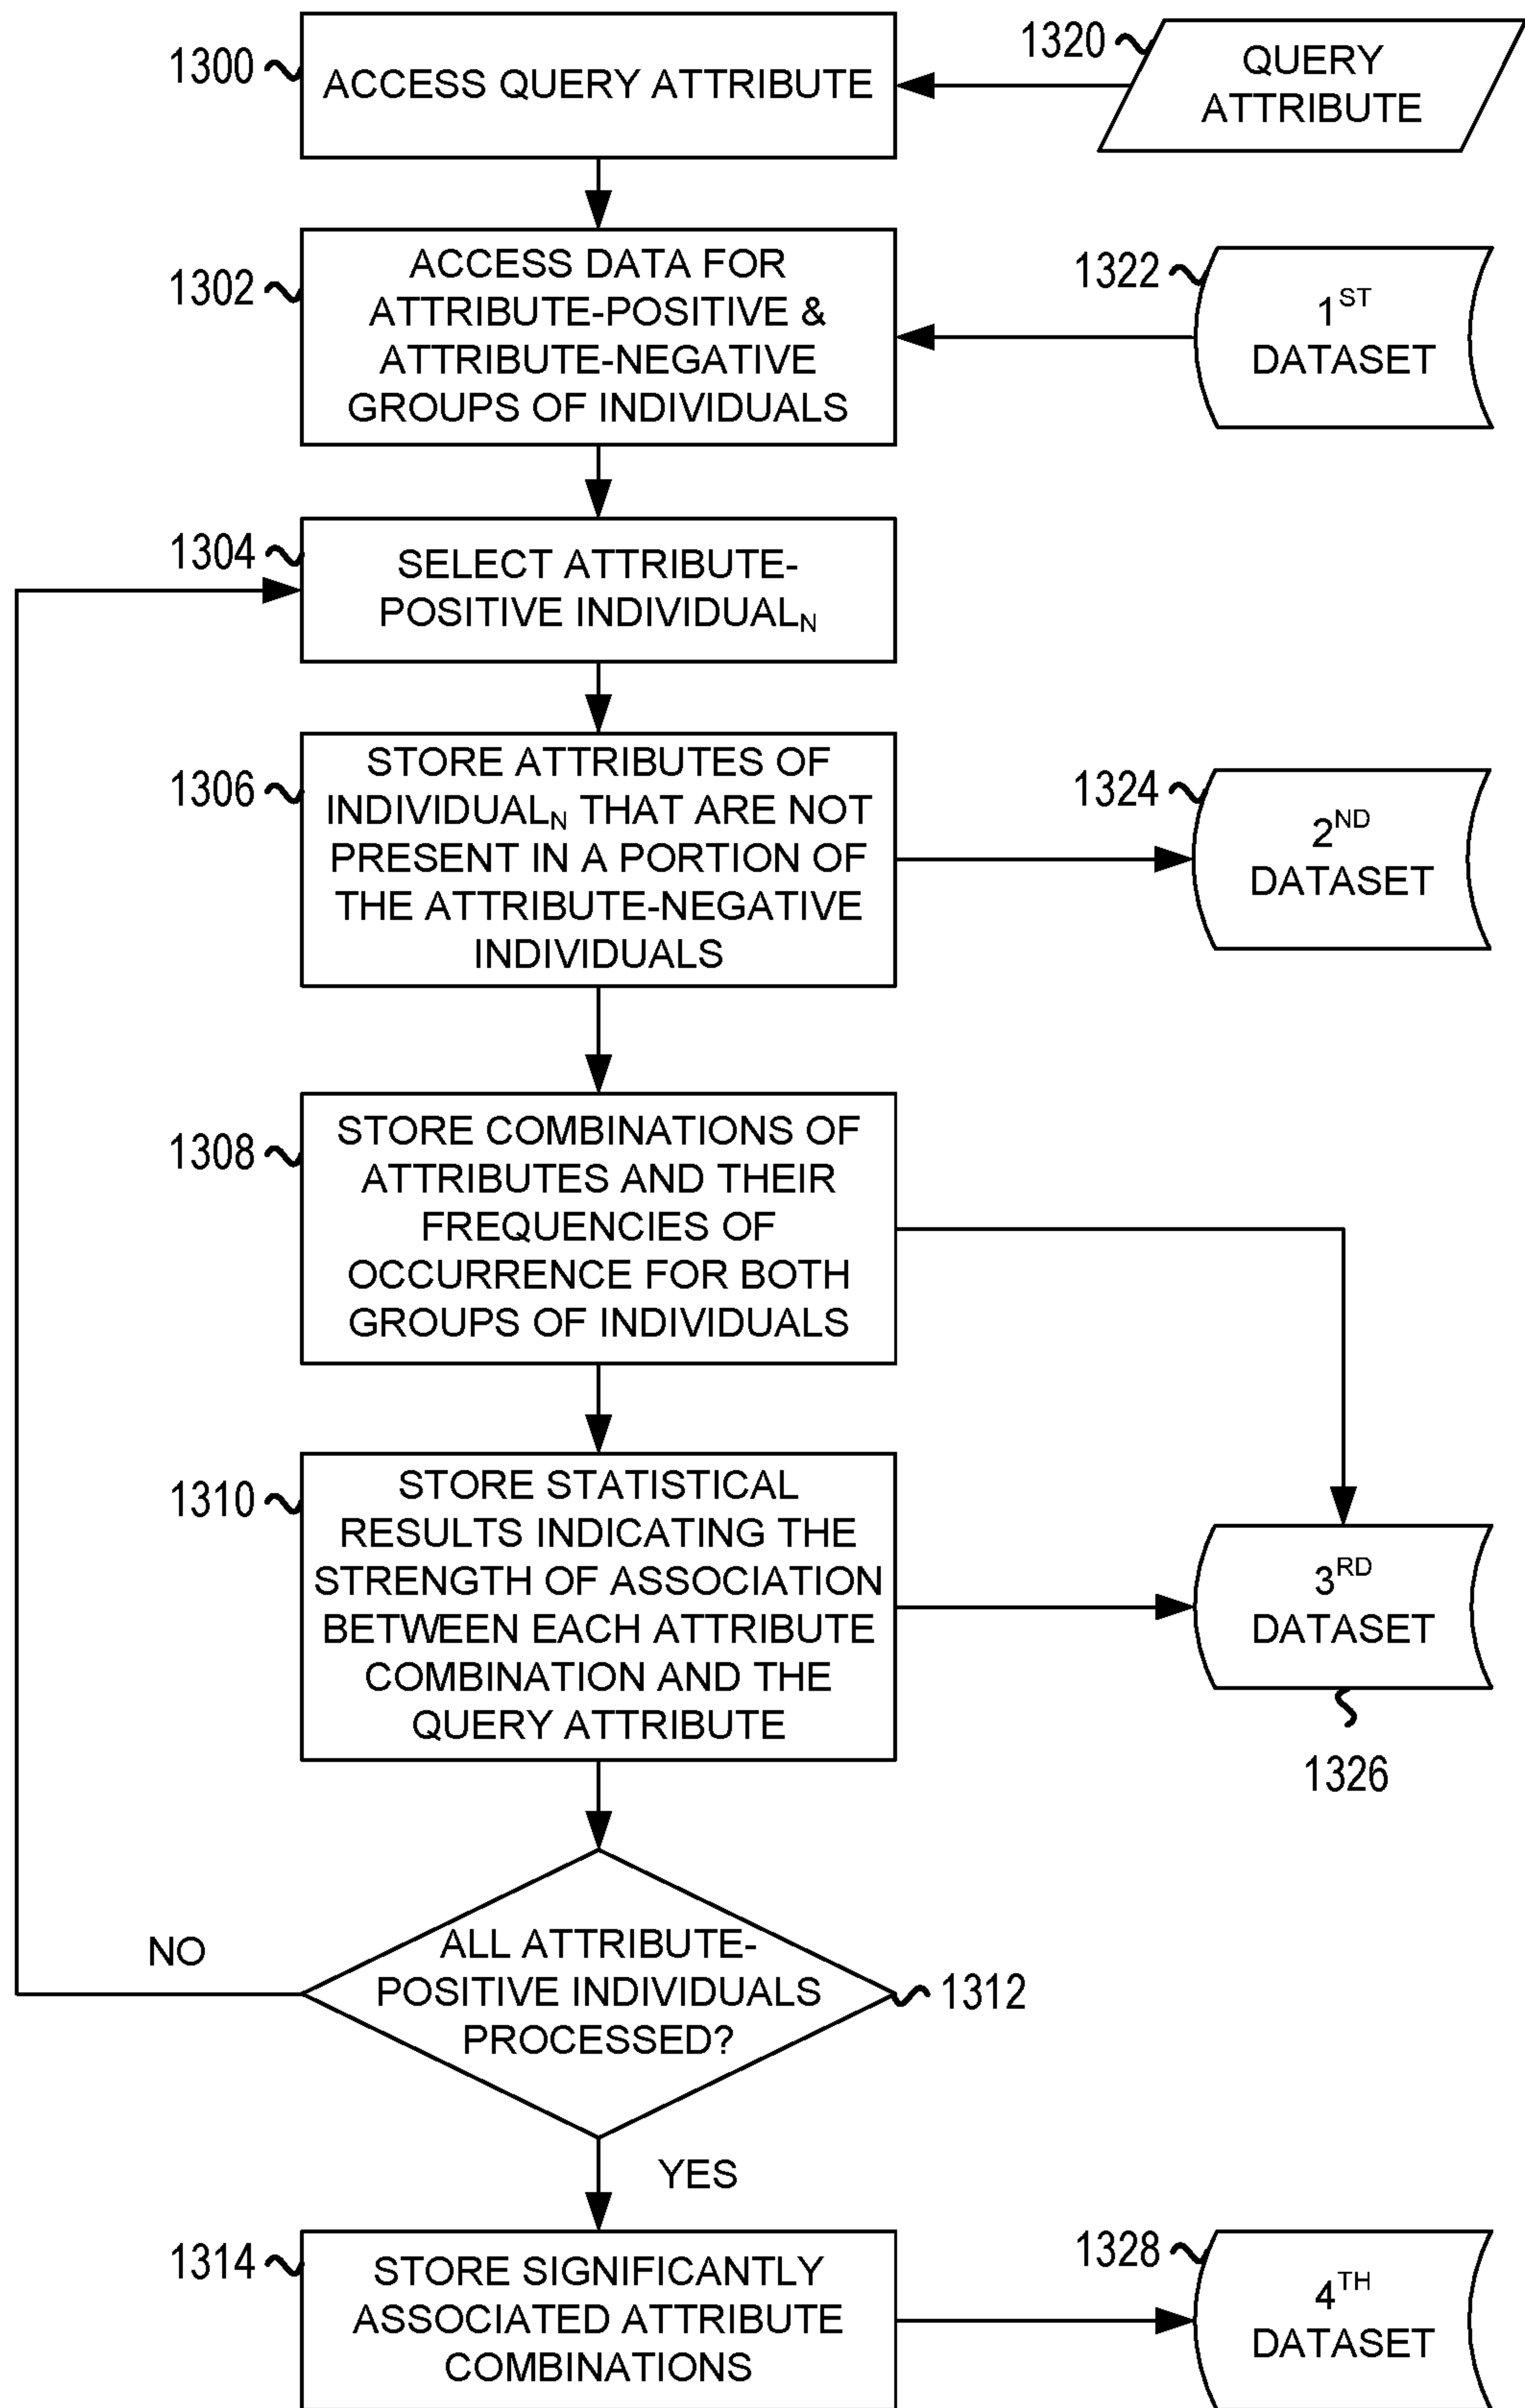 1300
ACCESS QUERY ATTRIBUTE
1320
QUERY
ATTRIBUTE
1302
ACCESS DATA FOR
ATTRIBUTE-POSITIVE &
ATTRIBUTE-NEGATIVE
GROUPS OF INDIVIDUALS
1322
1ST
DATASET
1304
SELECT ATTRIBUTE-
POSITIVE INDIVIDUALN
1306
STORE ATTRIBUTES OF
INDIVIDUALN THAT ARE NOT
PRESENT IN A PORTION OF
THE ATTRIBUTE-NEGATIVE
INDIVIDUALS
1324
2ND
DATASET
1308
STORE COMBINATIONS OF
ATTRIBUTES AND THEIR
FREQUENCIES OF
OCCURRENCE FOR BOTH
GROUPS OF INDIVIDUALS
1310
STORE STATISTICAL
RESULTS INDICATING THE
STRENGTH OF ASSOCIATION
BETWEEN EACH ATTRIBUTE
COMBINATION AND THE
QUERY ATTRIBUTE
3RD
DATASET
1326
NO
ALL ATTRIBUTE-
POSITIVE INDIVIDUALS
PROCESSED?
1312
YES
1314
STORE SIGNIFICANTLY
ASSOCIATED ATTRIBUTE
COMBINATIONS
1328
4TH
DATASET